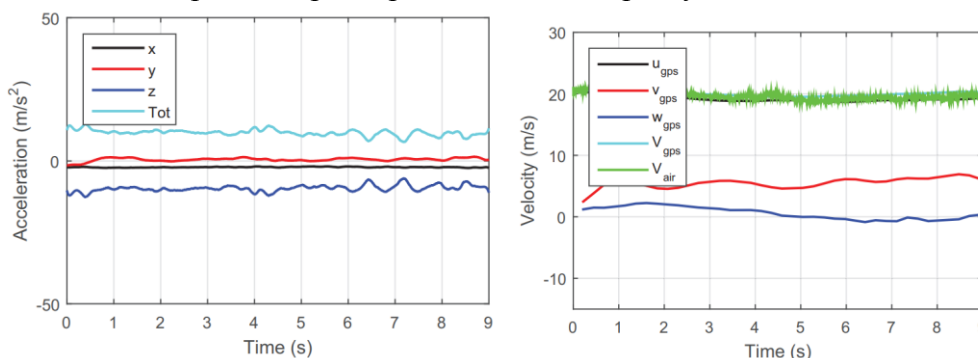 50
x
y
z
Tot
0
-50
Acceleration (m/s²)
0 1 2 3 4 5 6 7 8 9
Time (s)
30
20
10
0
-10
u_gps
v_gps
w_gps
V_gps
V_air
Velocity (m/s)
0 1 2 3 4 5 6 7 8 9
Time (s)